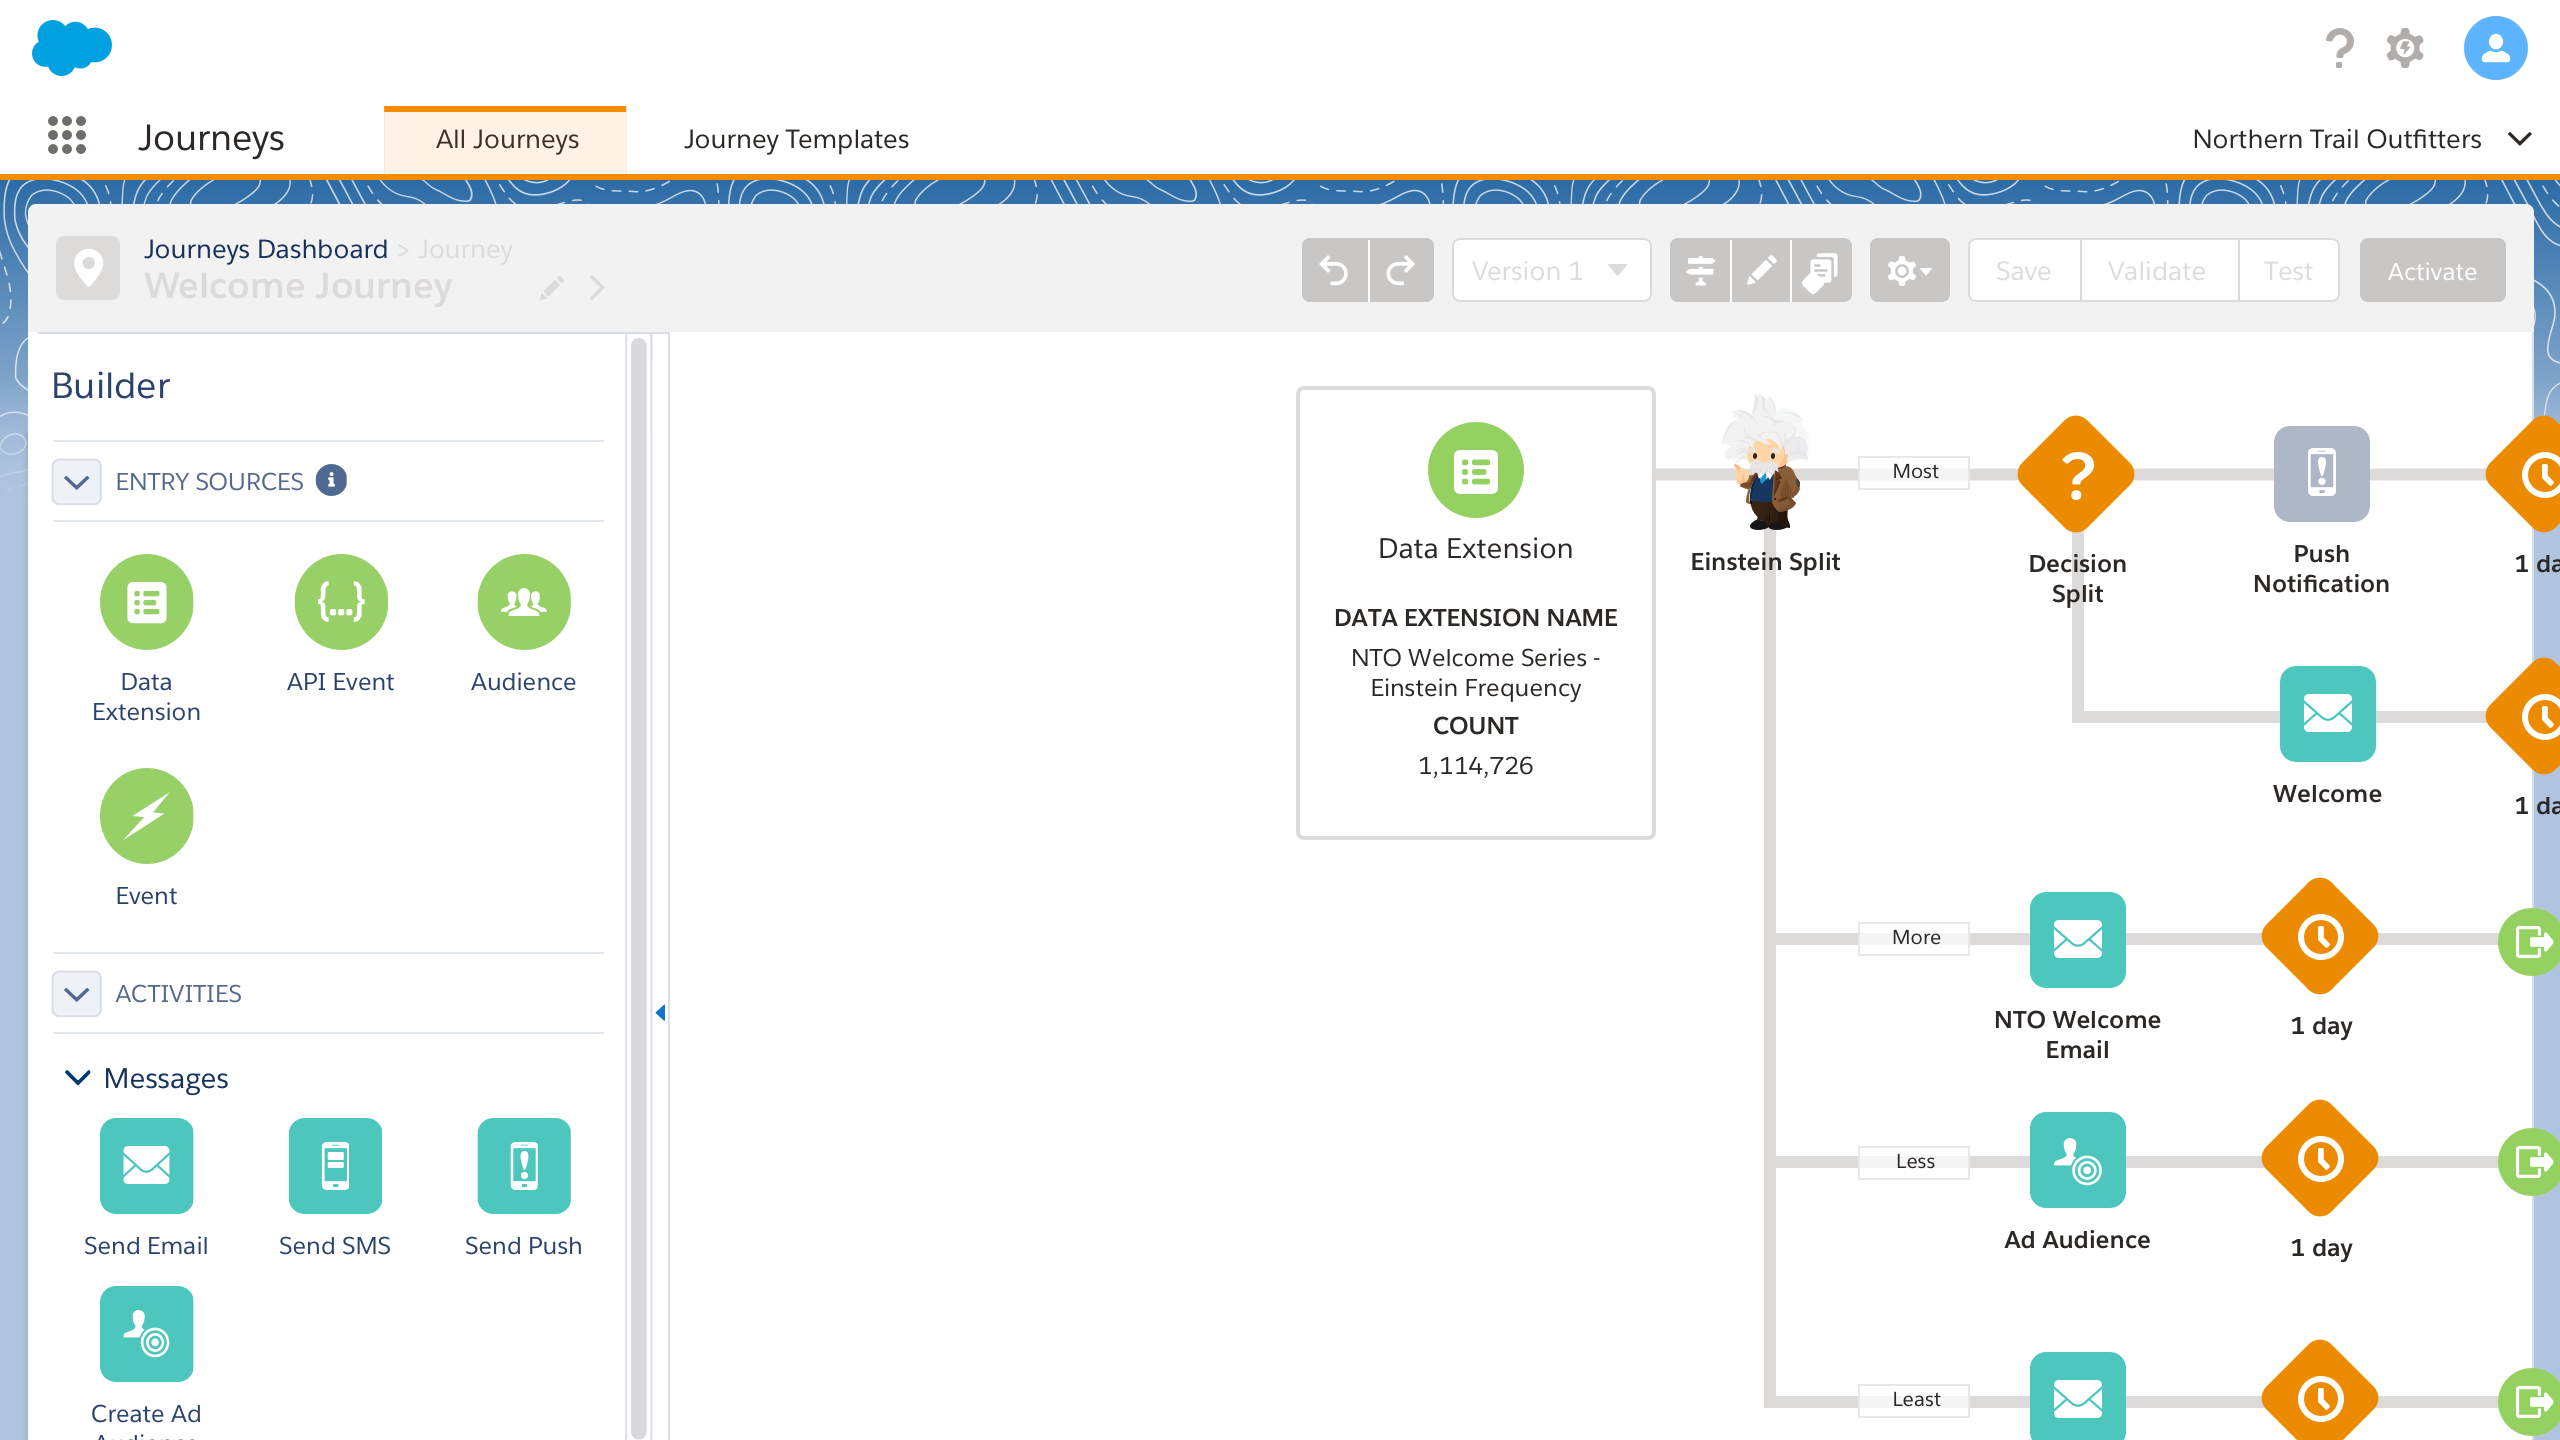 Journeys
All Journeys
Journey Templates
Northern Trail Outfitters
Journeys Dashboard > Journey
Welcome Journey
Version 1
Save
Validate
Test
Activate
Builder
ENTRY SOURCES
Data
Extension
API Event
Audience
Event
ACTIVITIES
Messages
Send Email
Send SMS
Send Push
Create Ad
Data Extension
DATA EXTENSION NAME
NTO Welcome Series -
Einstein Frequency
COUNT
1,114,726
Einstein Split
Most
Decision
Split
Push
Notification
1 da
Welcome
1 da
More
NTO Welcome
Email
1 day
Less
Ad Audience
1 day
Least